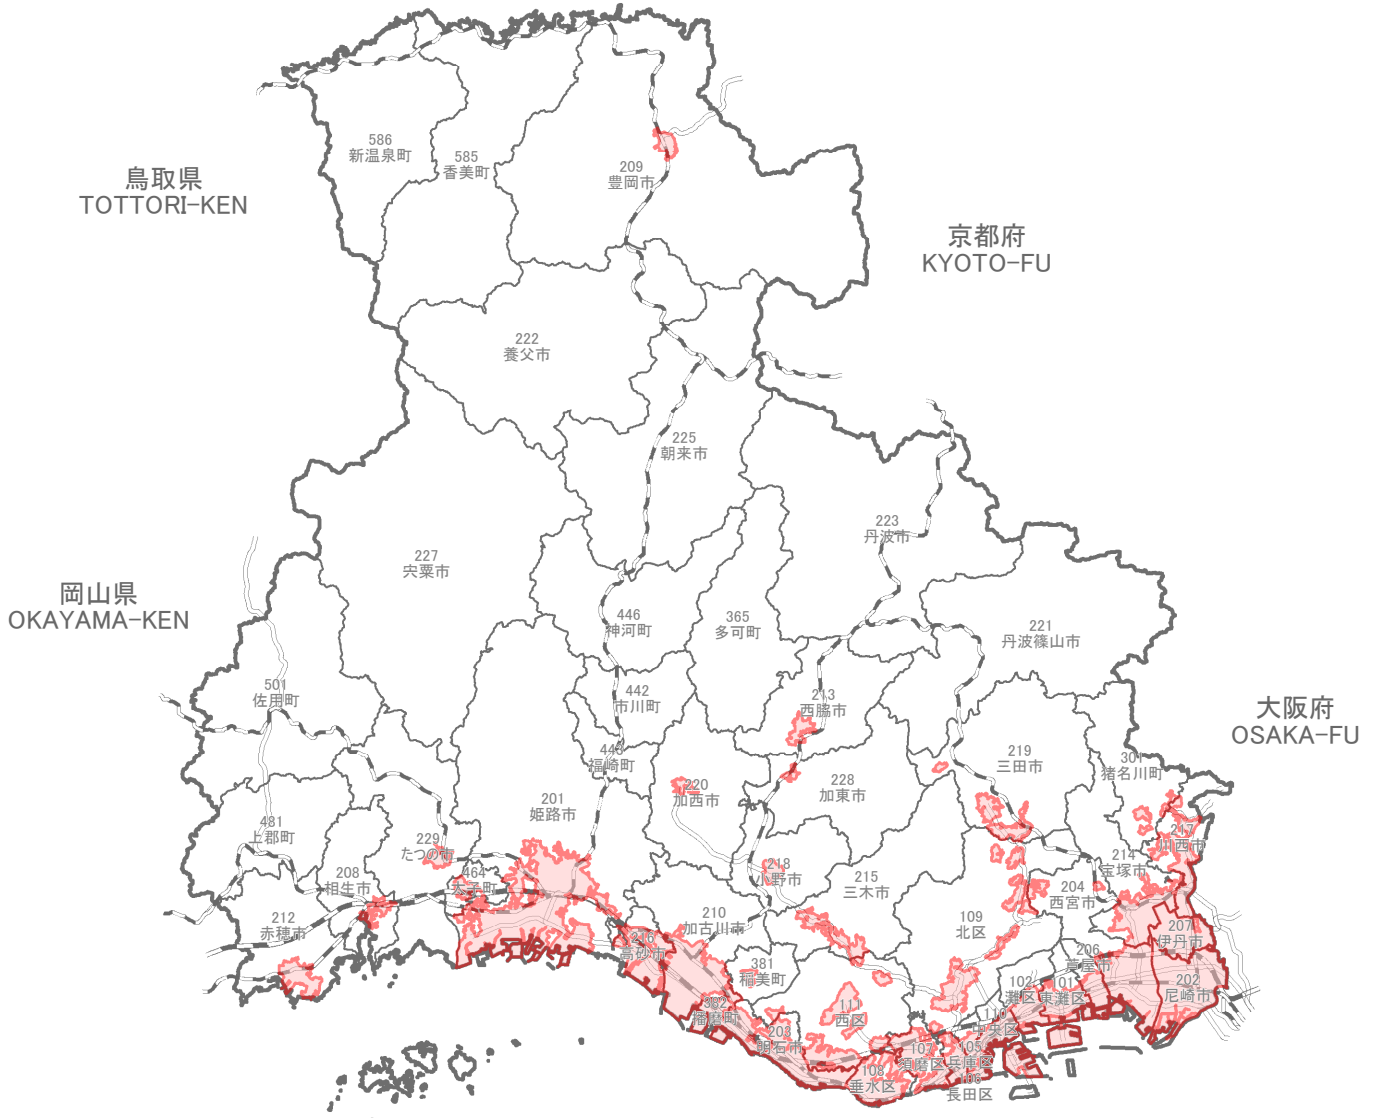 586
新温泉町
585
香美町
209
豊岡市
鳥取県
TOTTORI-KEN
京都府
KYOTO-FU
222
養父市
225
朝来市
223
丹波市
227
宍粟市
岡山県
OKAYAMA-KEN
446
神河町
365
多可町
221
丹波篠山市
501
佐用町
442
市川町
213
西脇市
大阪府
OSAKA-FU
443
福崎町
219
三田市
301
猪名川町
220
加西市
228
加東市
201
姫路市
481
上郡町
229
たつの市
217
川西市
214
宝塚市
208
相生市
464
太子町
218
小野市
215
三木市
204
西宮市
212
赤穂市
210
加古川市
109
北区
207
伊丹市
216
高砂市
206
芦屋市
381
稲美町
102
灘区
101
東灘区
202
尼崎市
382
播磨町
111
西区
110
中央区
203
明石市
107
須磨区
105
兵庫区
108
垂水区
106
長田区